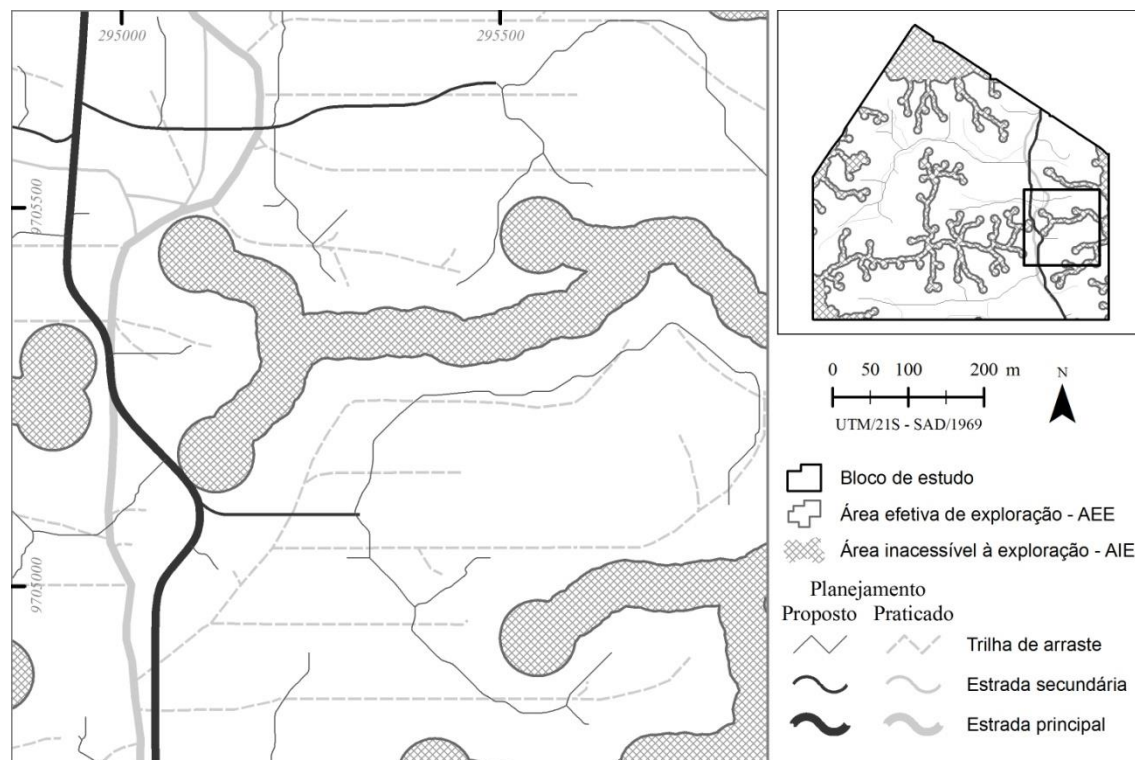 295000
295500
9705500
9705000
0 50 100 200 m
UTM/21S - SAD/1969
N
Bloco de estudo
Área efetiva de exploração - AEE
Área inacessível à exploração - AIE
Planejamento
Proposto Praticado
Trilha de arraste
Estrada secundária
Estrada principal